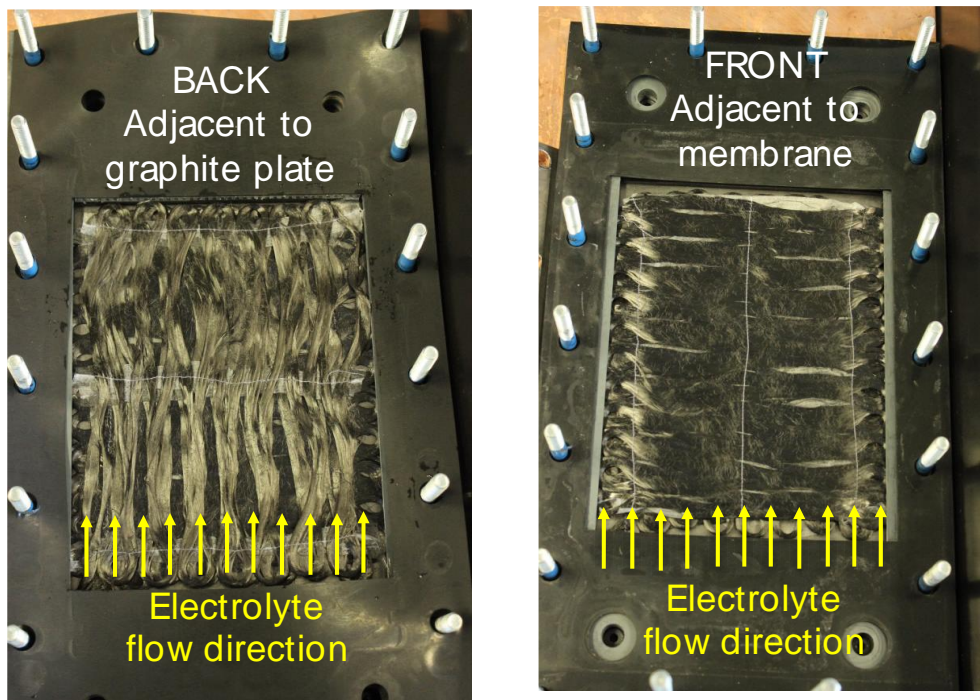 BACK
Adjacent to
graphite plate
Electrolyte
flow direction
FRONT
Adjacent to
membrane
Electrolyte
flow direction